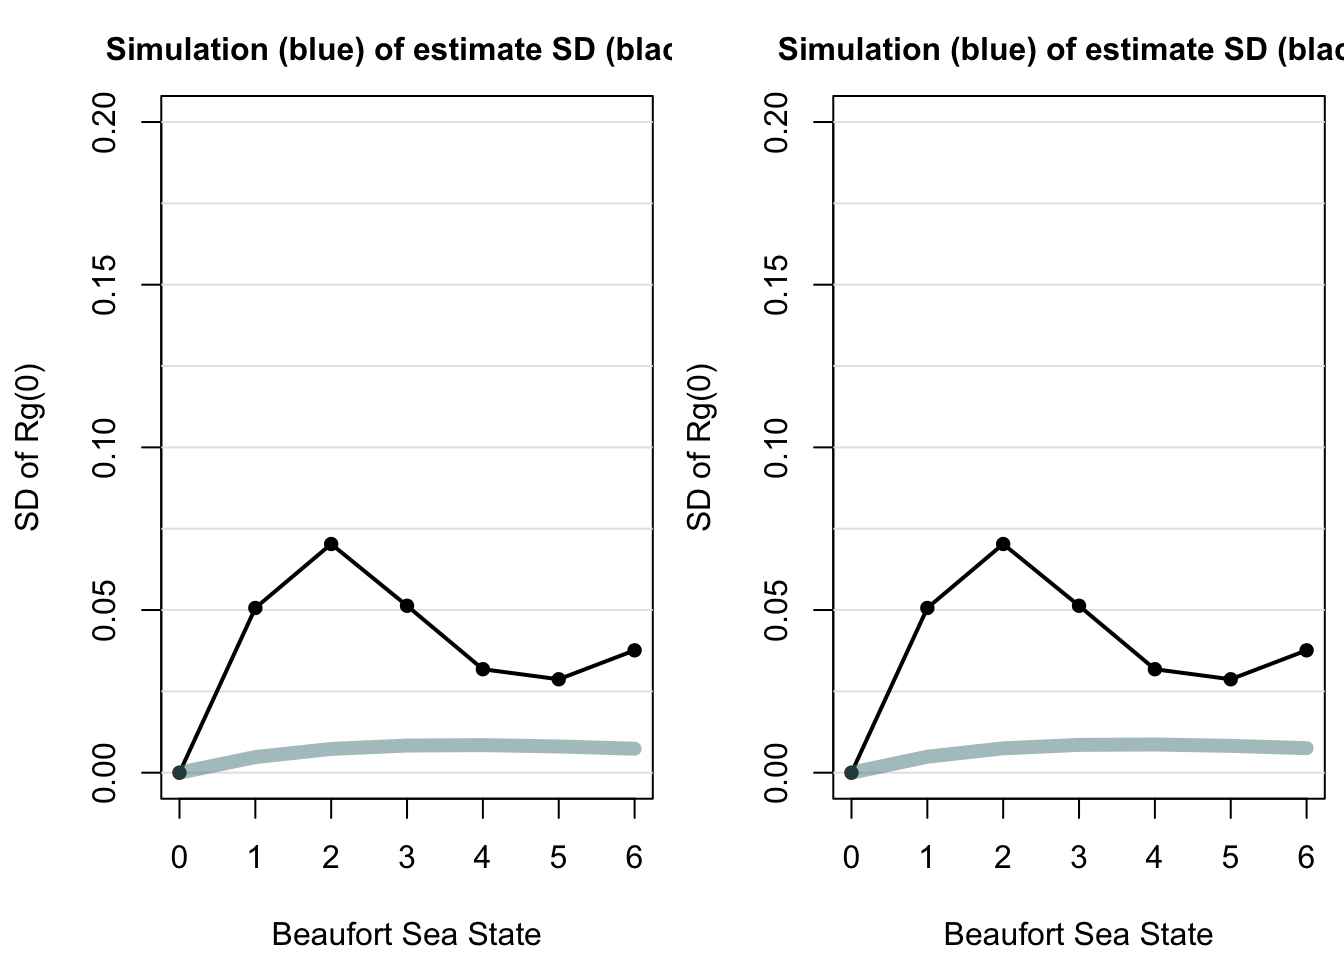 Simulation (blue) of estimate SD (blac
SD of Rg(0)
0.20
0.15
0.10
0.05
0.00
0 1 2 3 4 5 6
Beaufort Sea State
Simulation (blue) of estimate SD (blac
SD of Rg(0)
0.20
0.15
0.10
0.05
0.00
0 1 2 3 4 5 6
Beaufort Sea State